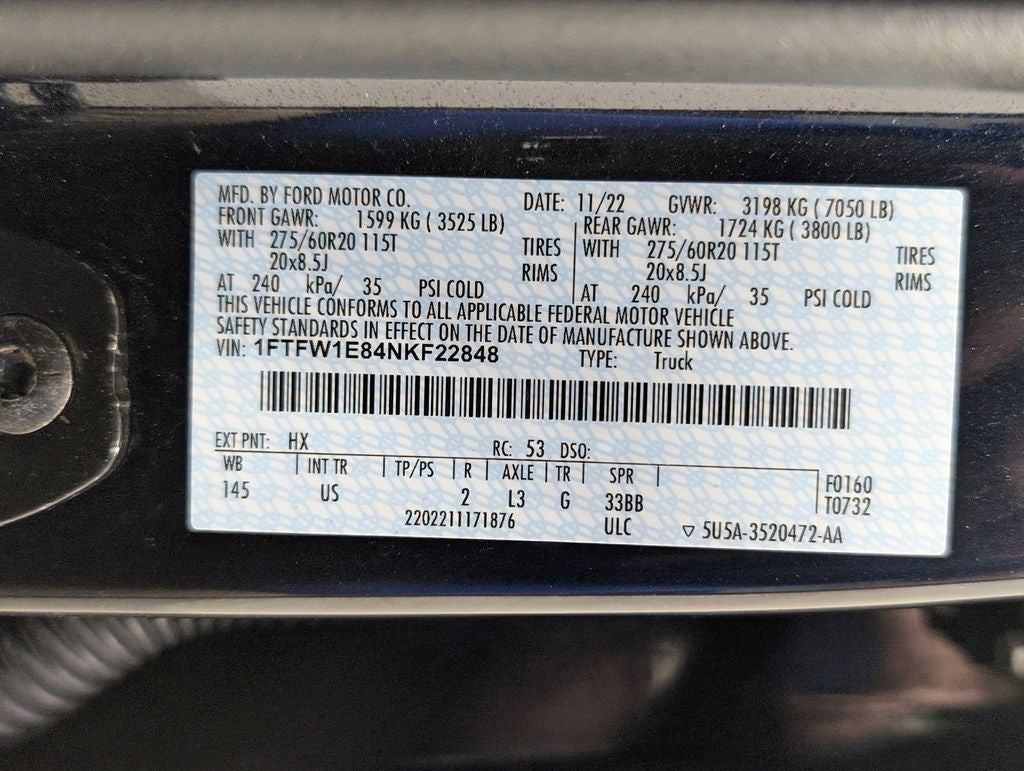 MFD. BY FORD MOTOR CO. DATE: 11/22 GVWR: 3198 KG ( 7050 LB)
FRONT GAWR: 1599 KG ( 3525 LB) REAR GAWR: 1724 KG ( 3800 LB)
WITH 275/60R20 115T TIRES WITH 275/60R20 115T TIRES
20x8.5J RIMS 20x8.5J RIMS
AT 240 kPa/ 35 PSI COLD AT 240 kPa/ 35 PSI COLD
THIS VEHICLE CONFORMS TO ALL APPLICABLE FEDERAL MOTOR VEHICLE
SAFETY STANDARDS IN EFFECT ON THE DATE OF MANUFACTURE SHOWN ABOVE.
VIN: 1FTFW1E84NKF22848 TYPE: Truck
EXT PNT: HX RC: 53 DSO:
WB INT TR TP/PS R AXLE TR SPR F0160
145 US 2 L3 G 33BB T0732
2202211171876 ULC ▽ 5U5A-3520472-AA